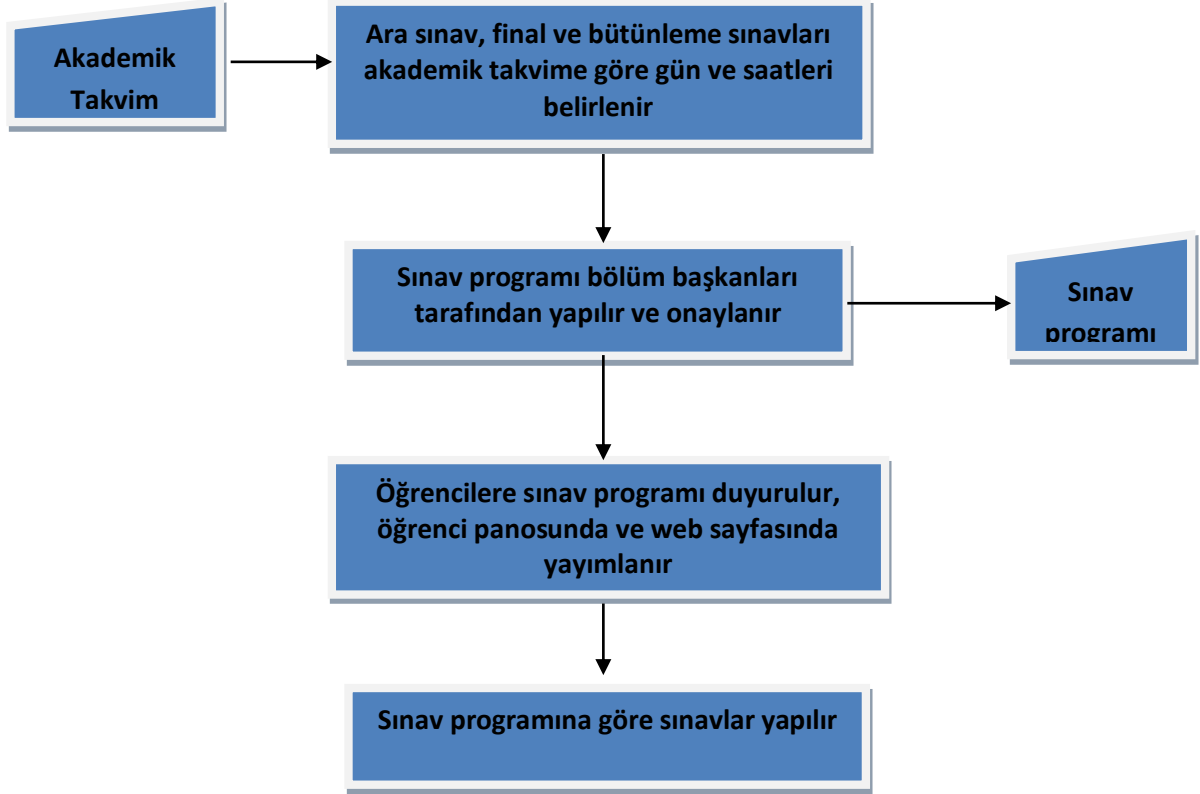 Akademik
Takvim
Ara sınav, final ve bütünleme sınavları
akademik takvime göre gün ve saatleri
belirlenir
Sınav programı bölüm başkanları
tarafından yapılır ve onaylanır
Sınav
programı
Öğrencilere sınav programı duyurulur,
öğrenci panosunda ve web sayfasında
yayımlanır
Sınav programına göre sınavlar yapılır